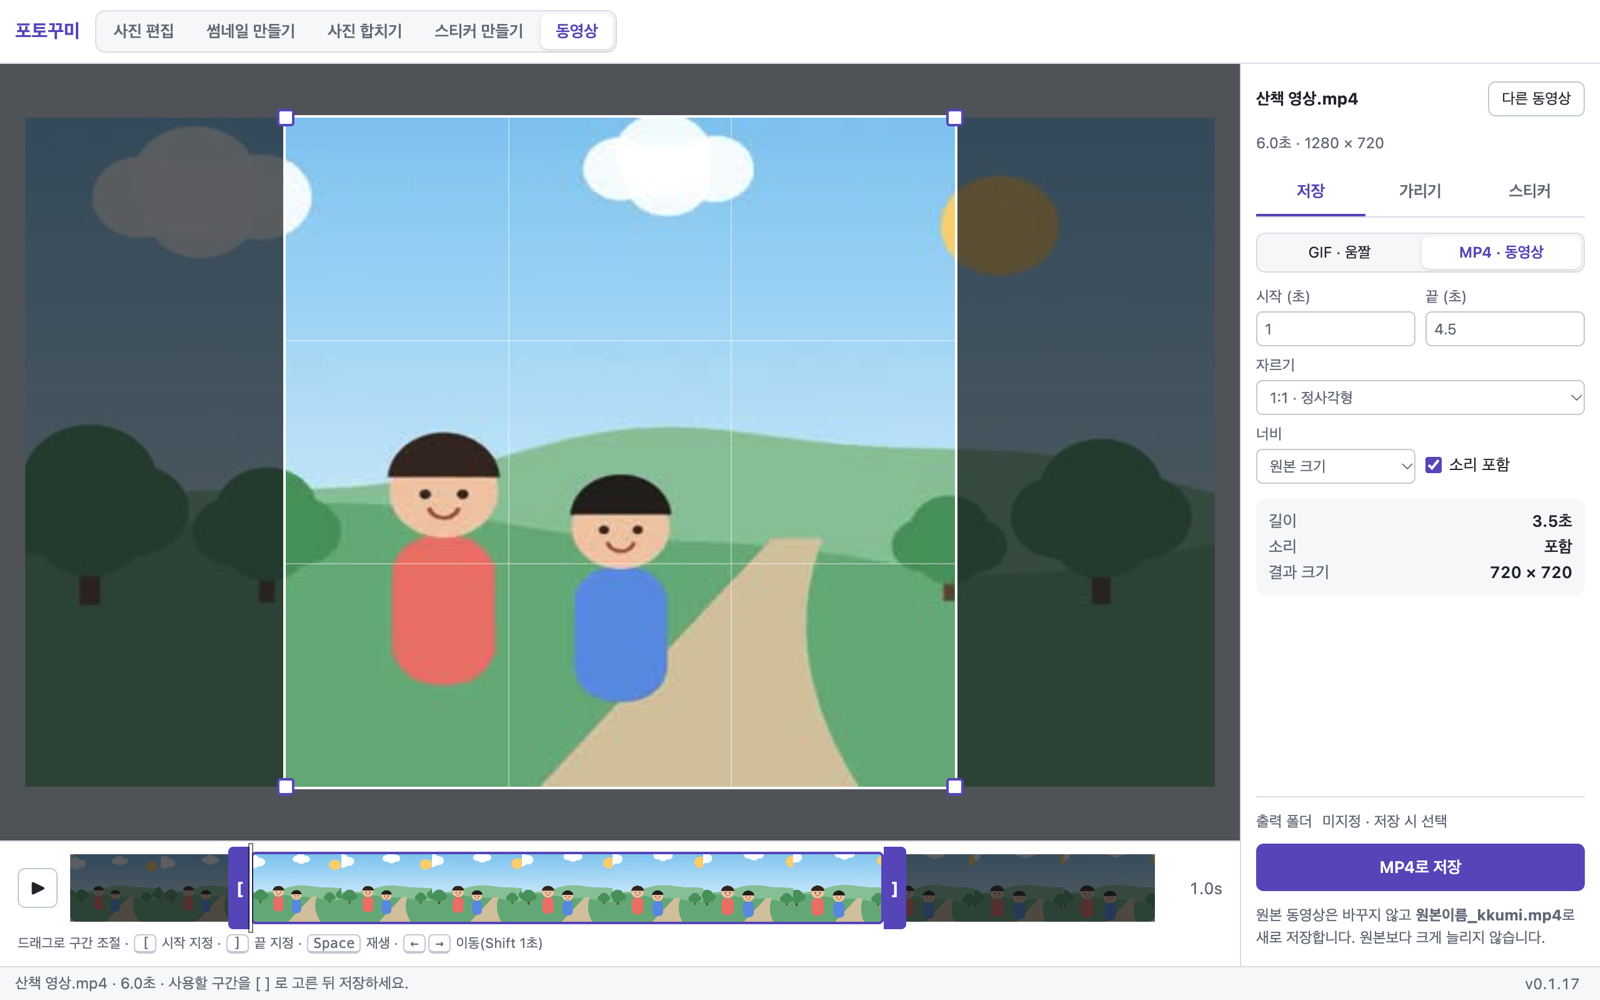 포토꾸미
사진 편집
썸네일 만들기
사진 합치기
스티커 만들기
동영상
산책 영상.mp4
다른 동영상
6.0초 · 1280 × 720
저장
가리기
스티커
GIF · 움짤
MP4 · 동영상
시작 (초)
끝 (초)
1
4.5
자르기
1:1 · 정사각형
너비
원본 크기
소리 포함
길이 3.5초
소리 포함
결과 크기 720 × 720
출력 폴더 미지정 · 저장 시 선택
MP4로 저장
원본 동영상은 바꾸지 않고 원본이름_kkumi.mp4로
새로 저장합니다. 원본보다 크게 늘리지 않습니다.
[
]
1.0s
드래그로 구간 조절 · [ 시작 지정 · ] 끝 지정 · Space 재생 · ← → 이동(Shift 1초)
산책 영상.mp4 · 6.0초 · 사용할 구간을 [ ] 로 고른 뒤 저장하세요.
v0.1.17